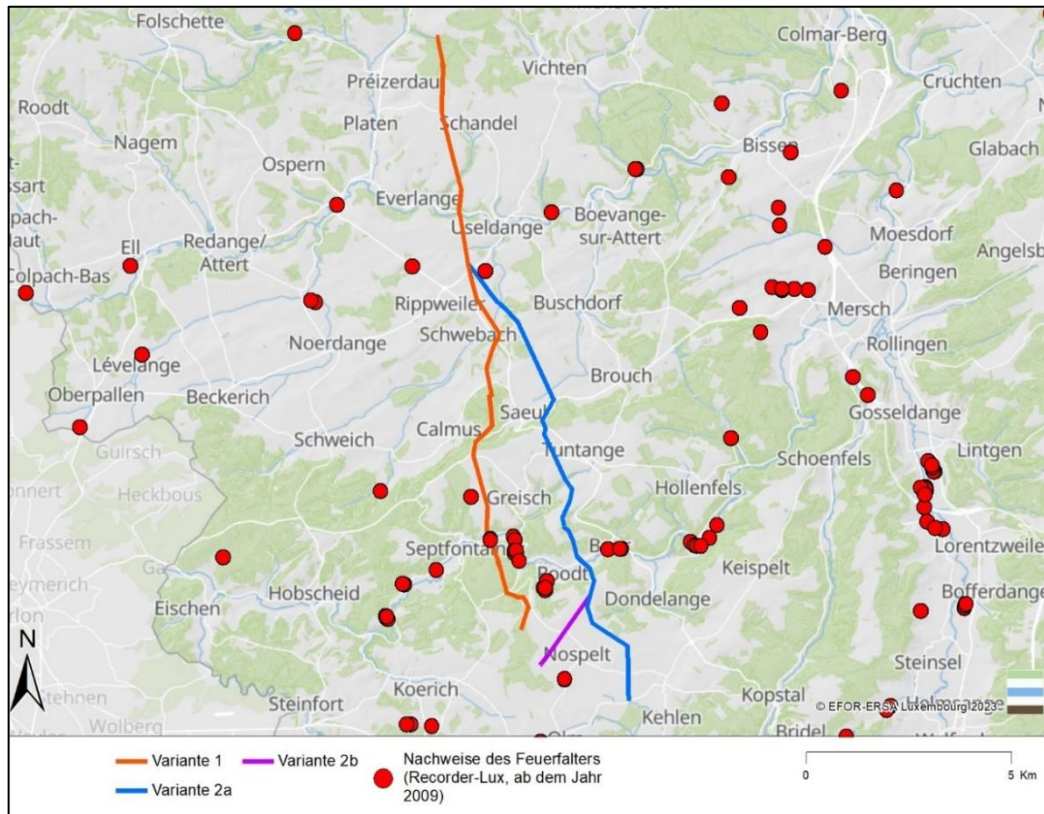 Folschette
Colmar-Berg
Préizerdau
Vichten
Cruchten
Roodt
Platen
Schandel
Nagem
Bissen
Glabach
Ospern
Everlange
Useldange
Boevange-
sur-Attert
Moesdorf
Ell
Redange/
Attert
Angelsb
Colpach-Bas
Beringen
Rippweiler
Buschdorf
Mersch
Noerdange
Schwebach
Rollingen
Lévelange
Brouch
Oberpallen
Beckerich
Saeul
Gosseldange
Calmus
Schweich
Tuntange
Schoenfels
Lintgen
Guirsch
Heckbous
Greisch
Hollenfels
Frassem
Septfontain
Lorentzweile
Roodt
Keispelt
Hobscheid
Eischen
Dondelange
Bofferdange
N
Nospelt
Steinsel
Stehnen
Steinfort
Koerich
Kopstal
© EFOR-ERSA Luxembourg 2023
Wolberg
Kehlen
Bridel
Variante 1
Variante 2b
Variante 2a
Nachweise des Feuerfalters
(Recorder-Lux, ab dem Jahr
2009)
0
5 Km